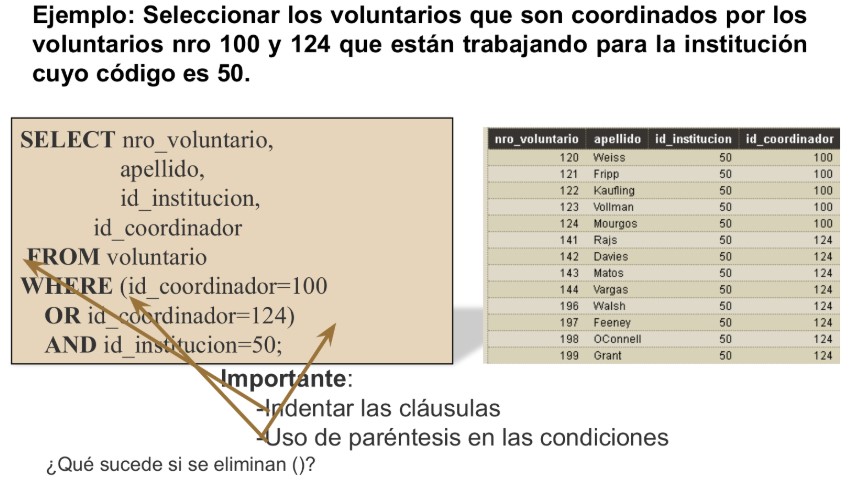 Ejemplo: Seleccionar los voluntarios que son coordinados por los
voluntarios nro 100 y 124 que están trabajando para la institución
cuyo código es 50.
SELECT nro_voluntario,
apellido,
id_institucion,
id_coordinador
FROM voluntario
WHERE (id_coordinador=100
OR id_coordinador=124)
AND id_institucion=50;
nro_voluntario apellido id_institucion id_coordinador
120 Weiss 50 100
121 Fripp 50 100
122 Kaufling 50 100
123 Vollman 50 100
124 Mourgos 50 100
141 Rajs 50 124
142 Davies 50 124
143 Matos 50 124
144 Vargas 50 124
196 Walsh 50 124
197 Feeney 50 124
198 OConnell 50 124
199 Grant 50 124
Importante:
-Indentar las cláusulas
-Uso de paréntesis en las condiciones
¿Qué sucede si se eliminan ()?